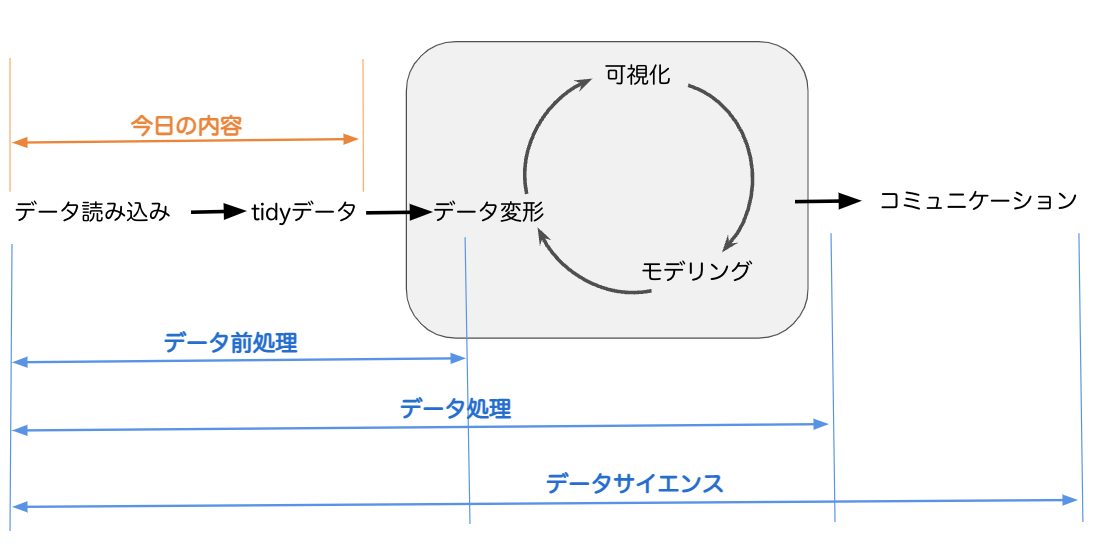 可視化
今日の内容
データ読み込み
tidyデータ
データ変形
コミュニケーション
モデリング
データ前処理
データ処理
データサイエンス